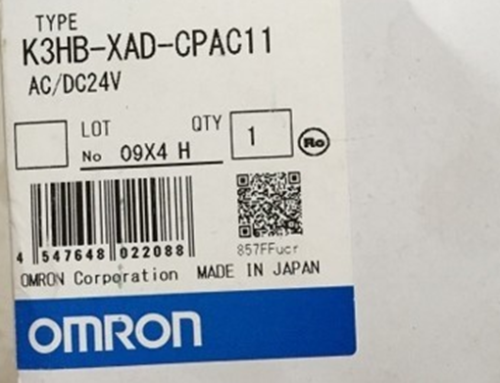 TYPE
K3HB-XAD-CPAC11
AC/DC24V
LOT QTY 1
No 09X4 H
Ro
857FFucr
4 547648 022088
OMRON Corporation MADE IN JAPAN
OMRON